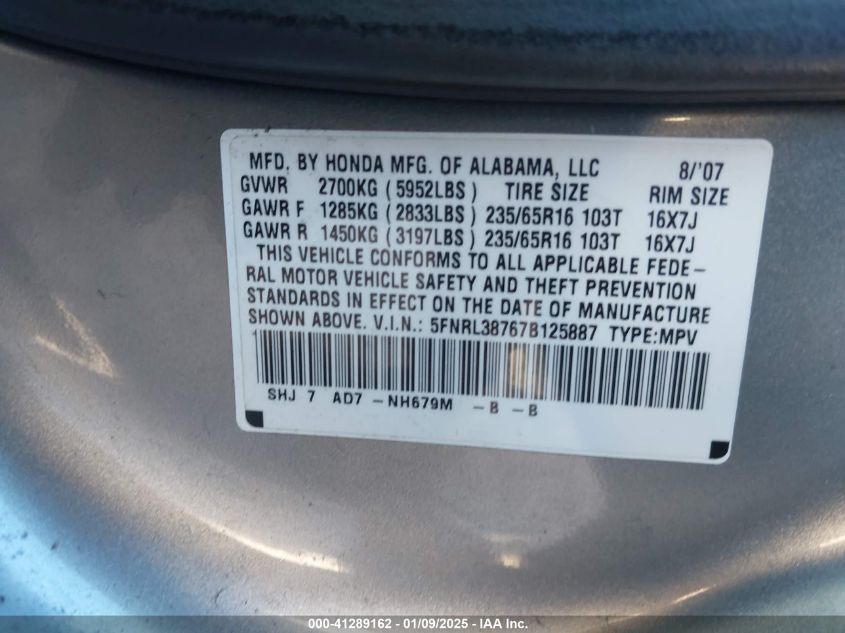 MFD. BY HONDA MFG. OF ALABAMA, LLC 8/'07
GVWR 2700KG ( 5952LBS ) TIRE SIZE RIM SIZE
GAWR F 1285KG ( 2833LBS ) 235/65R16 103T 16X7J
GAWR R 1450KG ( 3197LBS ) 235/65R16 103T 16X7J
THIS VEHICLE CONFORMS TO ALL APPLICABLE FEDE-
RAL MOTOR VEHICLE SAFETY AND THEFT PREVENTION
STANDARDS IN EFFECT ON THE DATE OF MANUFACTURE
SHOWN ABOVE. V.I.N.: 5FNRL38767B125887 TYPE:MPV
SHJ 7 AD7 -NH679M -B -B
000-41289162 - 01/09/2025 - IAA Inc.